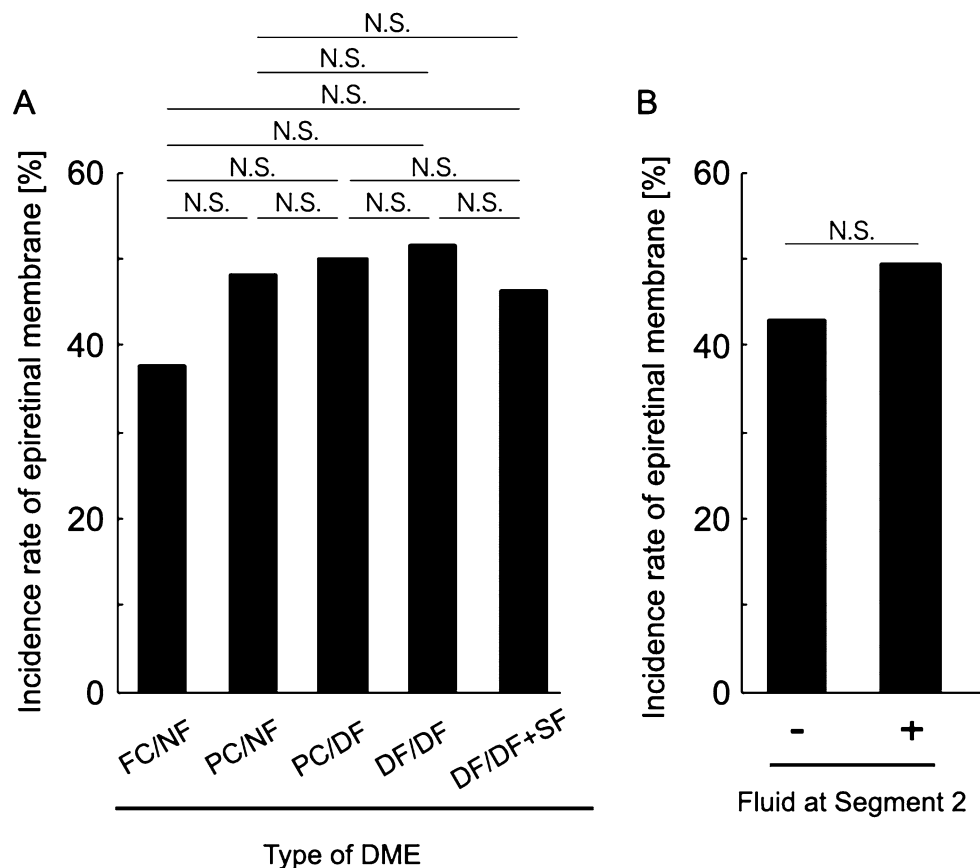 N.S.
N.S.
A
N.S.
B
N.S.
N.S.
N.S.
N.S.
N.S.
N.S.
N.S.
Incidence rate of epiretinal membrane [%]
60
40
20
0
FC/NF
PC/NF
PC/DF
DF/DF
DF/DF+SF
Type of DME
Incidence rate of epiretinal membrane [%]
60
40
20
0
N.S.
-
+
Fluid at Segment 2